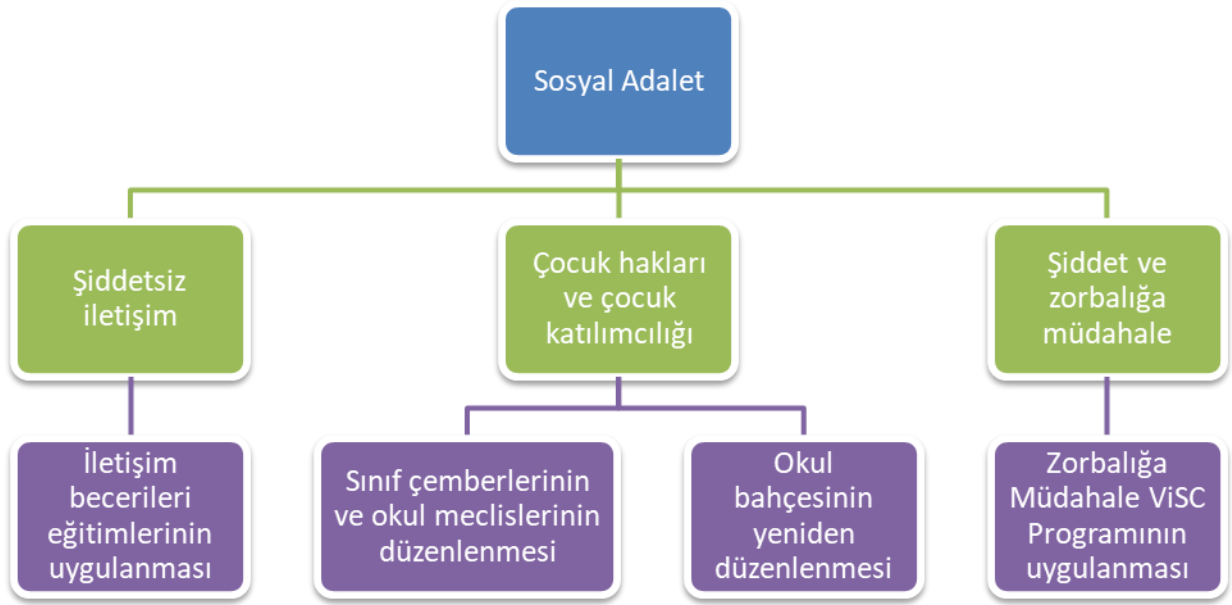 Sosyal Adalet
Şiddetsiz
iletişim
Çocuk hakları
ve çocuk
katılımcılığı
Şiddet ve
zorbalığa
müdahale
İletişim
becerileri
eğitimlerinin
uygulanması
Sınıf çemberlerinin
ve okul meclislerinin
düzenlenmesi
Okul
bahçesinin
yeniden
düzenlenmesi
Zorbalığa
Müdahale ViSC
Programının
uygulanması